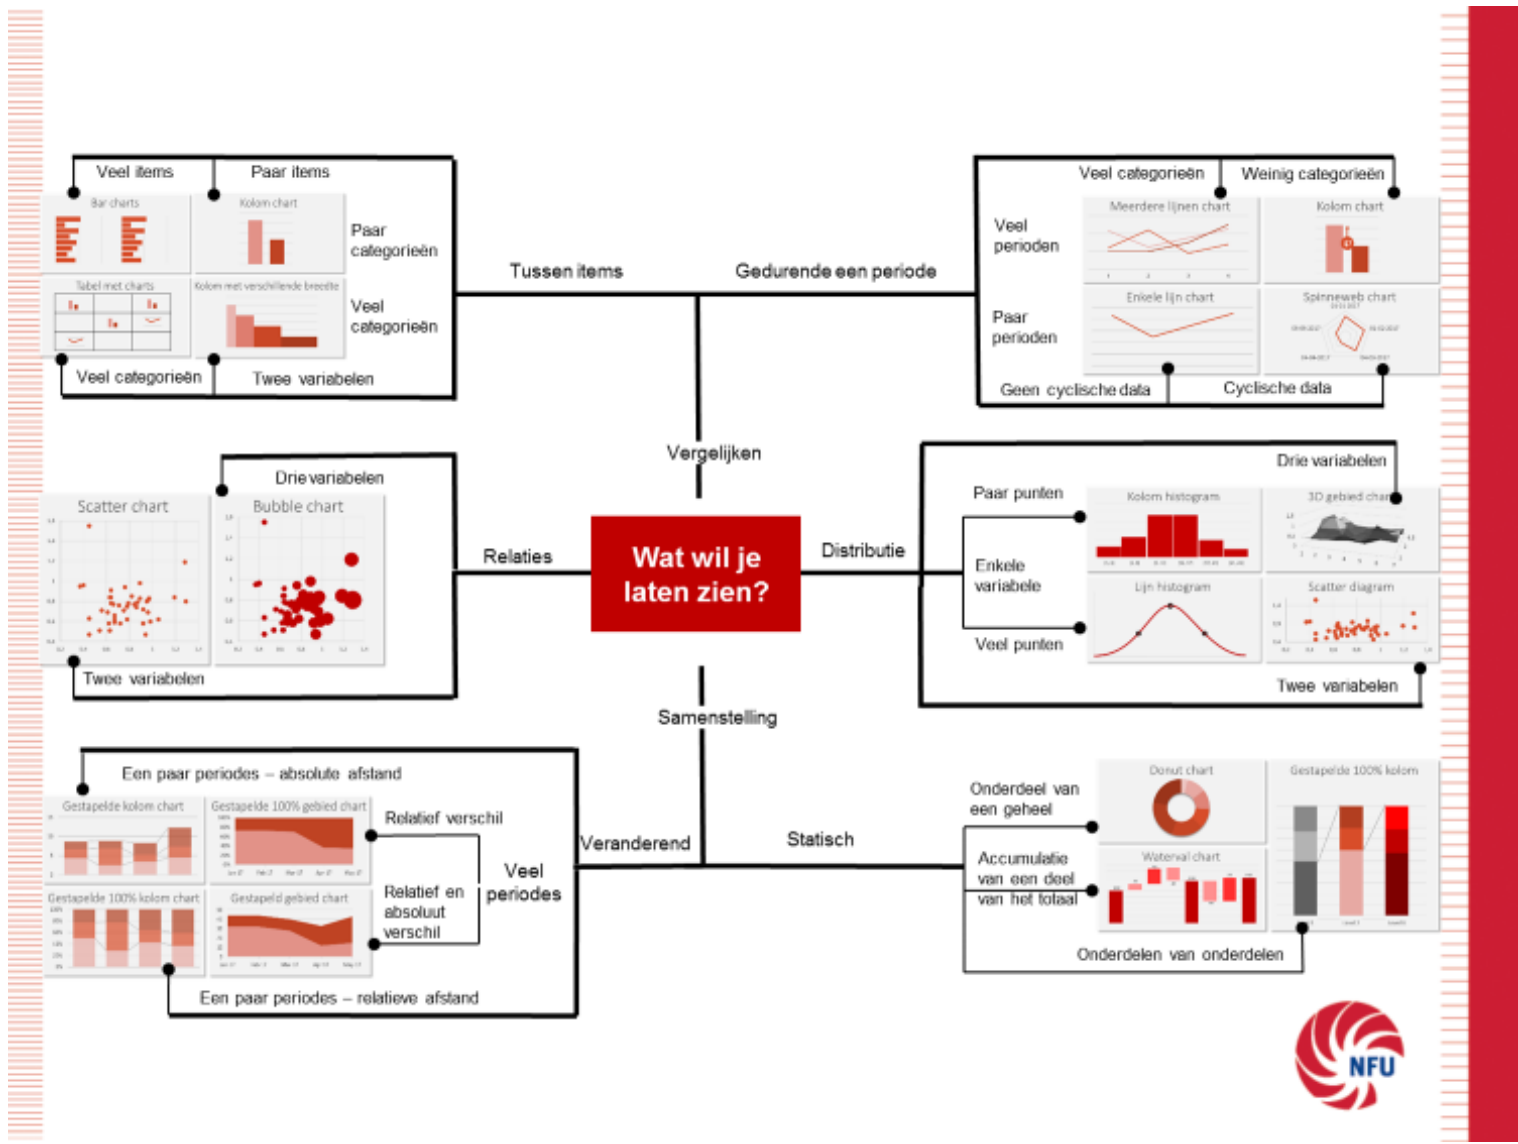 Veel items
Paar items
Bar charts
Kolom chart
Paar
categorieën
Tabel met charts
Kolom met verschillende breedte
Veel
categorieën
Veel categorieën
Twee variabelen
Tussen items
Gedurende een periode
Veel categorieën
Weinig categorieën
Veel
perioden
Meerdere lijnen chart
Kolom chart
Paar
perioden
Enkele lijn chart
Spinneweb chart
Geen cyclische data
Cyclische data
Vergelijken
Drie variabelen
Scatter chart
Bubble chart
Twee variabelen
Relaties
Wat wil je
laten zien?
Distributie
Drie variabelen
Paar punten
Kolom histogram
3D gebied chart
Enkele
variabele
Lijn histogram
Scatter diagram
Veel punten
Twee variabelen
Samenstelling
Een paar periodes – absolute afstand
Gestapelde kolom chart
Gestapelde 100% gebied chart
Relatief verschil
Veel
periodes
Gestapelde 100% kolom chart
Gestapeld gebied chart
Relatief en
absoluut
verschil
Een paar periodes – relatieve afstand
Veranderend
Statisch
Onderdeel van
een geheel
Donut chart
Gestapelde 100% kolom
Accumulatie
van een deel
van het totaal
Waterval chart
Onderdelen van onderdelen
NFU